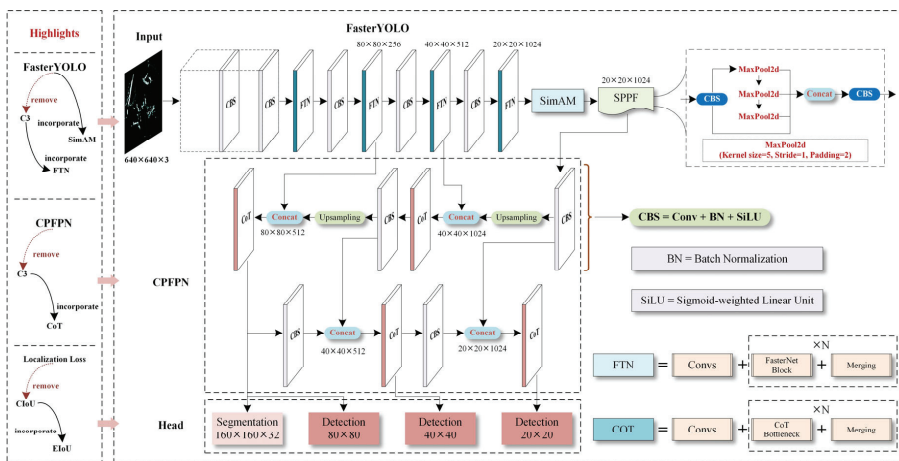 Highlights
FasterYOLO
remove
C3
incorporate
SimAM
incorporate
FTN
CPFPN
remove
C3
incorporate
CoT
Localization Loss
remove
CIoU
incorporate
EIoU
FasterYOLO
Input
640×640×3
CBS
CBS
FTN
CBS
80×80×256
FTN
CBS
40×40×512
FTN
CBS
20×20×1024
FTN
SimAM
20×20×1024
SPPF
CBS
MaxPool2d
MaxPool2d
MaxPool2d
Concat
CBS
MaxPool2d
(Kernel size=5, Stride=1, Padding=2)
CPFPN
CoT
Concat
80×80×512
Upsampling
CBS
CoT
Concat
40×40×1024
Upsampling
CBS
CBS
Concat
40×40×512
CoT
CBS
Concat
20×20×1024
CoT
CBS = Conv + BN + SiLU
BN = Batch Normalization
SiLU = Sigmoid-weighted Linear Unit
Head
Segmentation
160×160×32
Detection
80×80
Detection
40×40
Detection
20×20
×N
FTN = Convs + FasterNet Block + Merging
×N
COT = Convs + CoT Bottleneck + Merging